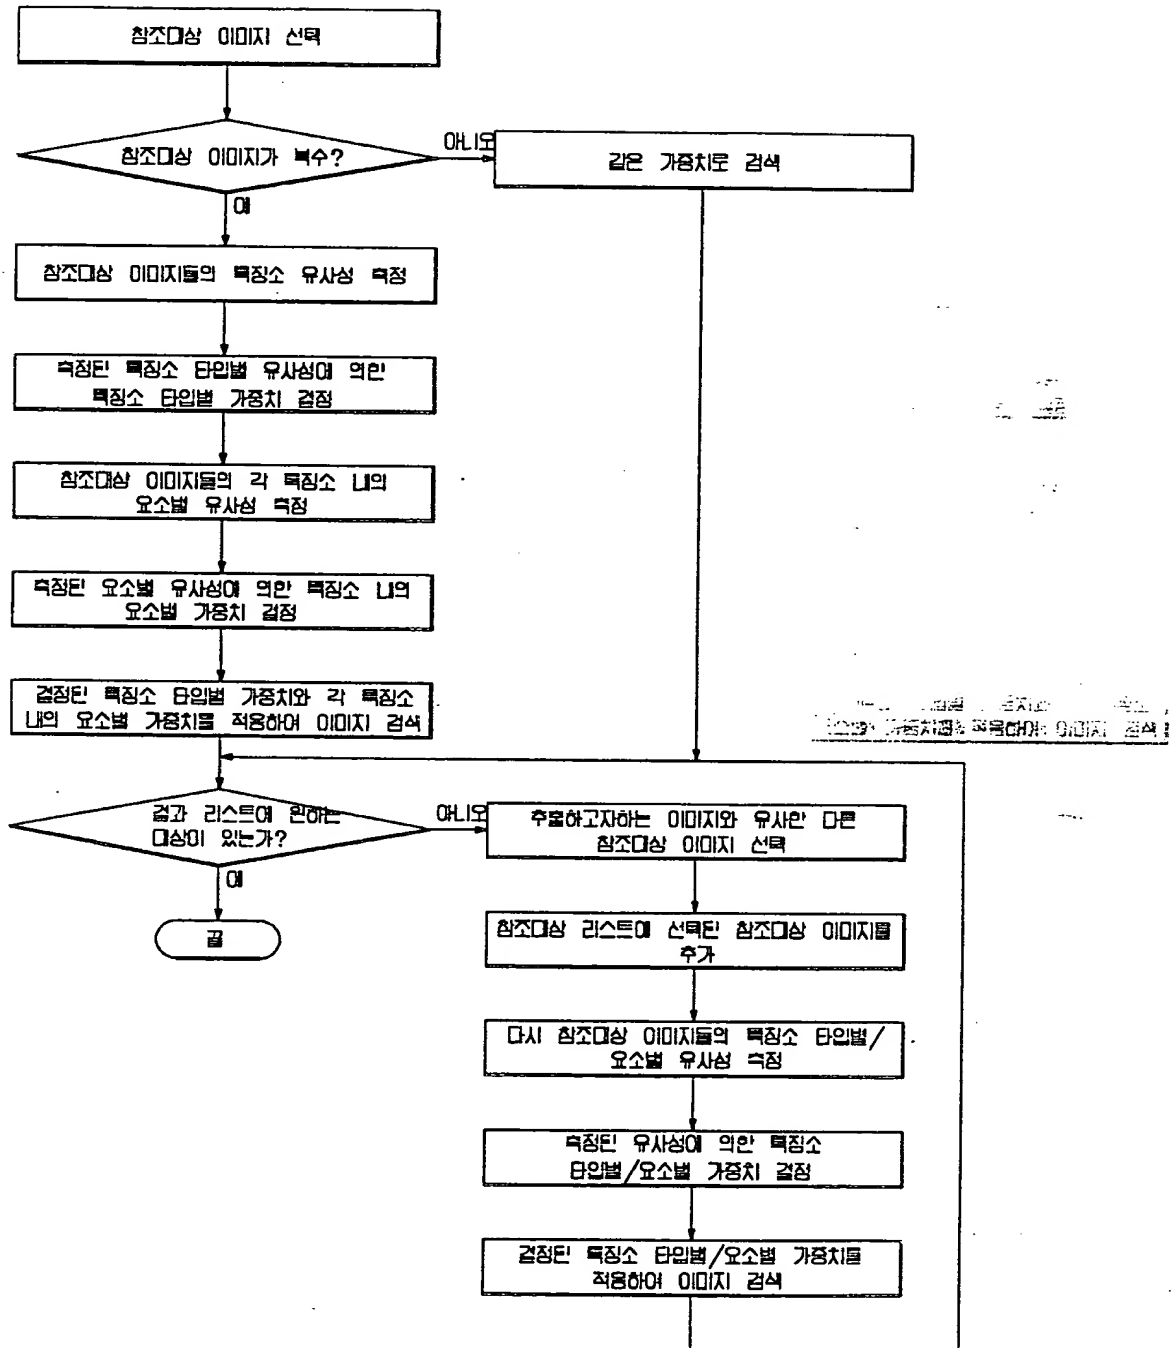 참조대상 이미지 선택
참조대상 이미지가 복수?
아니오
같은 가중치로 검색
예
참조대상 이미지들의 특징소 유사성 측정
측정된 특징소 타입별 유사성에 의한
특징소 타입별 가중치 결정
참조대상 이미지들의 각 특징소 내의
요소별 유사성 측정
측정된 요소별 유사성에 의한 특징소 내의
요소별 가중치 결정
결정된 특징소 타입별 가중치와 각 특징소
내의 요소별 가중치를 적용하여 이미지 검색
가중치를 적용하여 이미지 검색
결과 리스트에 원하는
대상이 있는가?
아니오
추출하고자하는 이미지와 유사한 다른
참조대상 이미지 선택
예
끝
참조대상 리스트에 선택된 참조대상 이미지를
추가
다시 참조대상 이미지들의 특징소 타입별/
요소별 유사성 측정
측정된 유사성에 의한 특징소
타입별/요소별 가중치 결정
결정된 특징소 타입별/요소별 가중치를
적용하여 이미지 검색